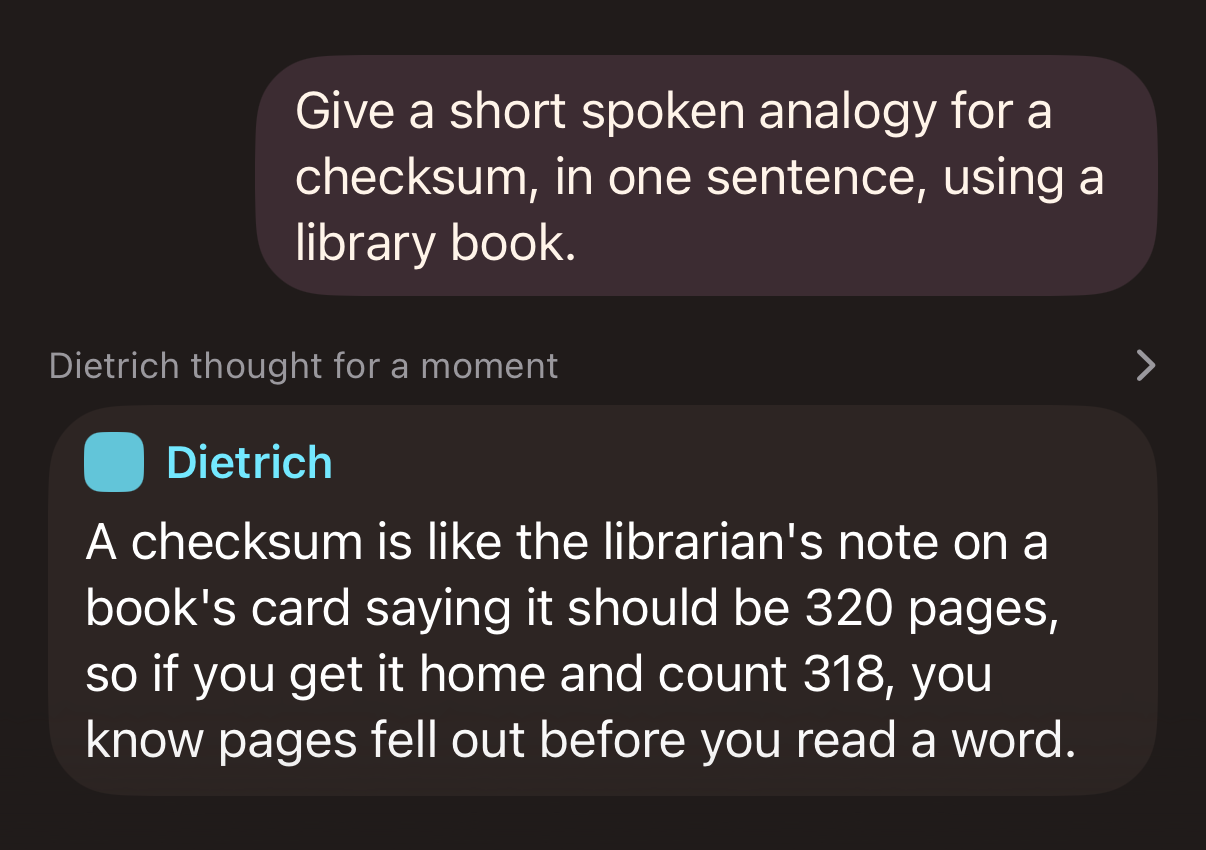 Give a short spoken analogy for a
checksum, in one sentence, using a
library book.
Dietrich thought for a moment
Dietrich
A checksum is like the librarian's note on a
book's card saying it should be 320 pages,
so if you get it home and count 318, you
know pages fell out before you read a word.